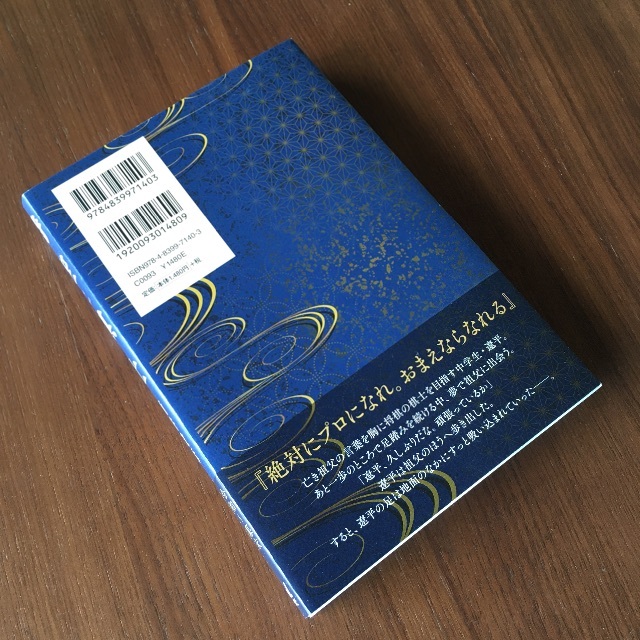 9784839971403
1920093014809
ISBN978-4-8399-7140-3
C0093 ¥1480E
定価 本体1,480円 +税
『絶対にプロになれ。おまえならなれる』
亡き祖父の言葉を胸に将棋の棋士を目指す中学生・遼平。
あと一歩のところで足踏みを続ける中、夢で祖父に出会う。
「遼平、久しぶりだな、頑張っているか」
遼平は祖父のほうへ歩き出した。
すると、遼平の足は地面のなかにすっと吸い込まれていった――。